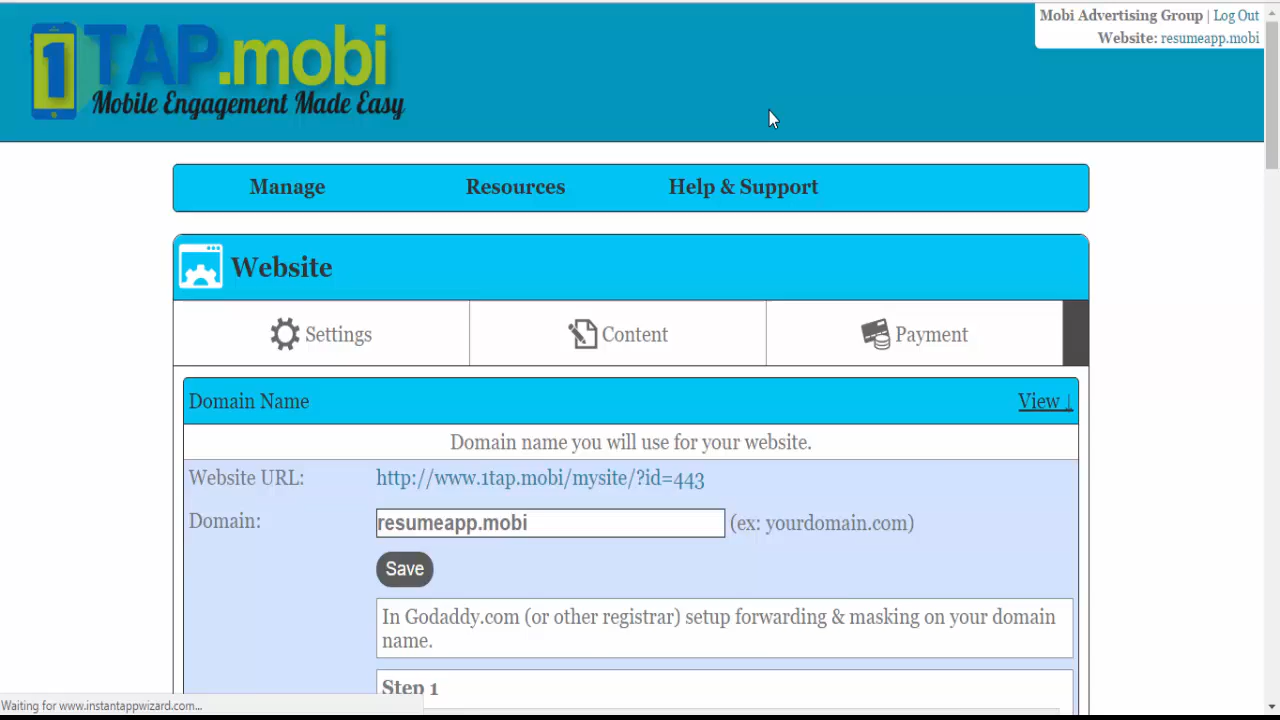 Mobi Advertising Group | Log Out
Website: resumeapp.mobi
1TAP.mobi
Mobile Engagement Made Easy
Manage Resources Help & Support
Website
Settings Content Payment
Domain Name View ↓
Domain name you will use for your website.
Website URL: http://www.1tap.mobi/mysite/?id=443
Domain: resumeapp.mobi (ex: yourdomain.com)
Save
In Godaddy.com (or other registrar) setup forwarding & masking on your domain
name.
Step 1
Waiting for www.instantappwizard.com...